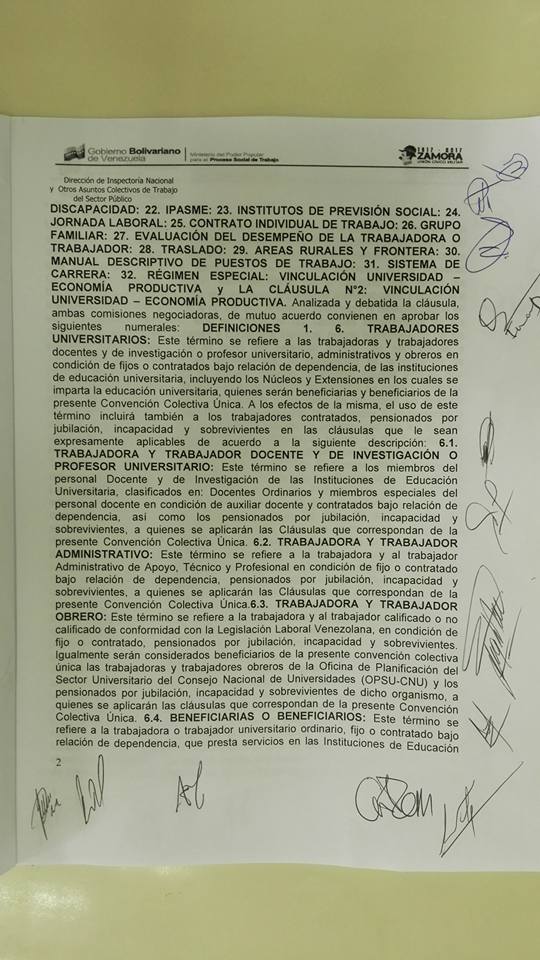 Gobierno Bolivariano
de Venezuela
Ministerio del Poder Popular
para el Proceso Social de Trabajo
1817 - 2017
ZAMORA
UNIÓN CÍVICO MILITAR
Dirección de Inspectoría Nacional
y Otros Asuntos Colectivos de Trabajo
del Sector Público
DISCAPACIDAD: 22. IPASME: 23. INSTITUTOS DE PREVISIÓN SOCIAL: 24.
JORNADA LABORAL: 25. CONTRATO INDIVIDUAL DE TRABAJO: 26. GRUPO
FAMILIAR: 27. EVALUACIÓN DEL DESEMPEÑO DE LA TRABAJADORA O
TRABAJADOR: 28. TRASLADO: 29. AREAS RURALES Y FRONTERA: 30.
MANUAL DESCRIPTIVO DE PUESTOS DE TRABAJO: 31. SISTEMA DE
CARRERA: 32. RÉGIMEN ESPECIAL: VINCULACIÓN UNIVERSIDAD –
ECONOMÍA PRODUCTIVA y LA CLÁUSULA N°2: VINCULACIÓN
UNIVERSIDAD – ECONOMÍA PRODUCTIVA. Analizada y debatida la cláusula,
ambas comisiones negociadoras, de mutuo acuerdo convienen en aprobar los
siguientes numerales: DEFINICIONES 1. 6. TRABAJADORES
UNIVERSITARIOS: Este término se refiere a las trabajadoras y trabajadores
docentes y de investigación o profesor universitario, administrativos y obreros en
condición de fijos o contratados bajo relación de dependencia, de las instituciones
de educación universitaria, incluyendo los Núcleos y Extensiones en los cuales se
imparta la educación universitaria, quienes serán beneficiarias y beneficiarios de la
presente Convención Colectiva Única. A los efectos de la misma, el uso de este
término incluirá también a los trabajadores contratados, pensionados por
jubilación, incapacidad y sobrevivientes en las cláusulas que le sean
expresamente aplicables de acuerdo a la siguiente descripción: 6.1.
TRABAJADORA Y TRABAJADOR DOCENTE Y DE INVESTIGACIÓN O
PROFESOR UNIVERSITARIO: Este término se refiere a los miembros del
personal Docente y de Investigación de las Instituciones de Educación
Universitaria, clasificados en: Docentes Ordinarios y miembros especiales del
personal docente en condición de auxiliar docente y contratados bajo relación de
dependencia, así como los pensionados por jubilación, incapacidad y
sobrevivientes, a quienes se aplicarán las Cláusulas que correspondan de la
presente Convención Colectiva Única. 6.2. TRABAJADORA Y TRABAJADOR
ADMINISTRATIVO: Este término se refiere a la trabajadora y al trabajador
Administrativo de Apoyo, Técnico y Profesional en condición de fijo o contratado
bajo relación de dependencia, pensionados por jubilación, incapacidad y
sobrevivientes, a quienes se aplicarán las Cláusulas que correspondan de la
presente Convención Colectiva Única.6.3. TRABAJADORA Y TRABAJADOR
OBRERO: Este término se refiere a la trabajadora y al trabajador calificado o no
calificado de conformidad con la Legislación Laboral Venezolana, en condición de
fijo o contratado, pensionados por jubilación, incapacidad y sobrevivientes.
Igualmente serán considerados beneficiarios de la presente convención colectiva
única las trabajadoras y trabajadores obreros de la Oficina de Planificación del
Sector Universitario del Consejo Nacional de Universidades (OPSU-CNU) y los
pensionados por jubilación, incapacidad y sobrevivientes de dicho organismo, a
quienes se aplicarán las cláusulas que correspondan de la presente Convención
Colectiva Única. 6.4. BENEFICIARIAS O BENEFICIARIOS: Este término se
refiere a la trabajadora o trabajador universitario ordinario, fijo o contratado bajo
relación de dependencia, que presta servicios en las Instituciones de Educación
2